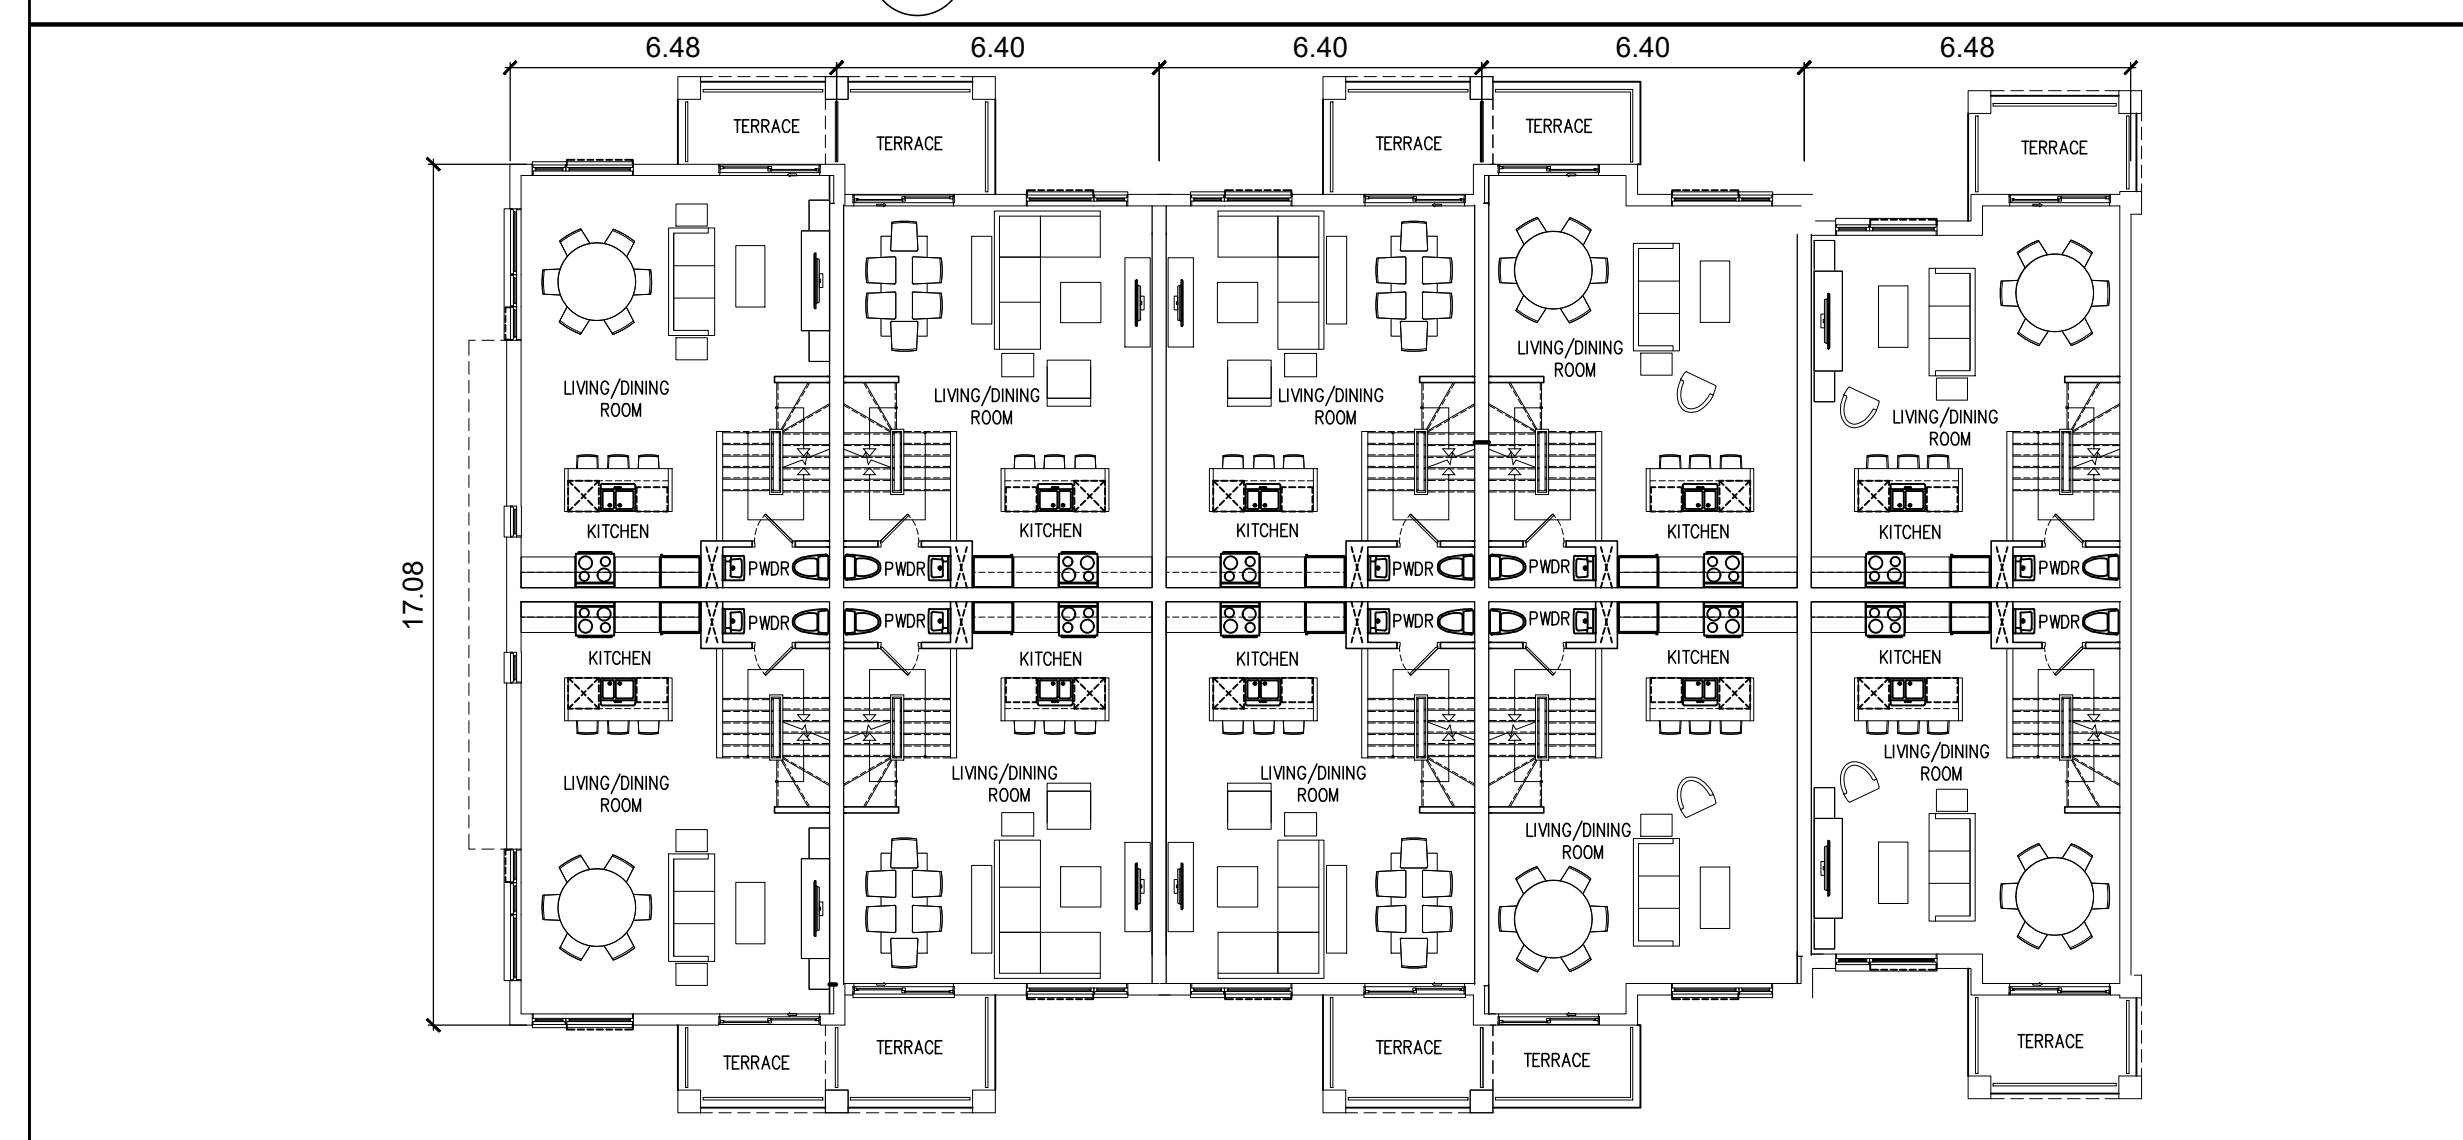 6.48 6.40 6.40 6.40 6.48
TERRACE TERRACE TERRACE TERRACE TERRACE
17.08
LIVING/DINING
ROOM
LIVING/DINING
ROOM
LIVING/DINING
ROOM
LIVING/DINING
ROOM
LIVING/DINING
ROOM
KITCHEN KITCHEN KITCHEN KITCHEN KITCHEN
PWDR PWDR PWDR PWDR PWDR
PWDR PWDR PWDR PWDR PWDR
KITCHEN KITCHEN KITCHEN KITCHEN KITCHEN
LIVING/DINING
ROOM
LIVING/DINING
ROOM
LIVING/DINING
ROOM
LIVING/DINING
ROOM
LIVING/DINING
ROOM
TERRACE TERRACE TERRACE TERRACE TERRACE